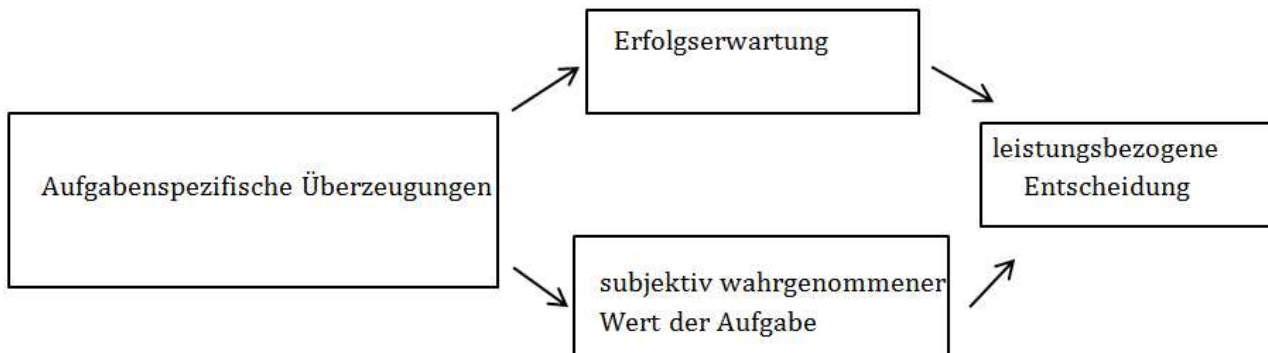 Erfolgserwartung
Aufgabenspezifische Überzeugungen
leistungsbezogene
Entscheidung
subjektiv wahrgenommener
Wert der Aufgabe